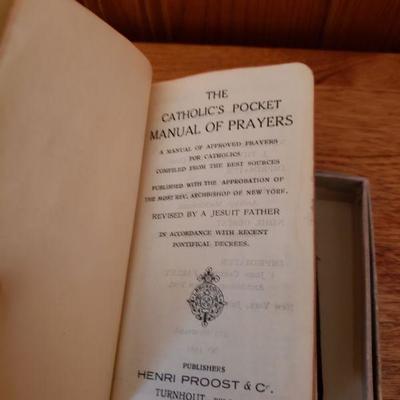 THE
CATHOLIC'S POCKET
MANUAL OF PRAYERS
A MANUAL OF APPROVED PRAYERS
FOR CATHOLICS
COMPILED FROM THE BEST SOURCES
PUBLISHED WITH THE APPROBATION OF
THE MOST REV. ARCHBISHOP OF NEW YORK.
REVISED BY A JESUIT FATHER
IN ACCORDANCE WITH RECENT
PONTIFICAL DECREES.
PUBLISHERS
HENRI PROOST & Co.
TURNHOUT